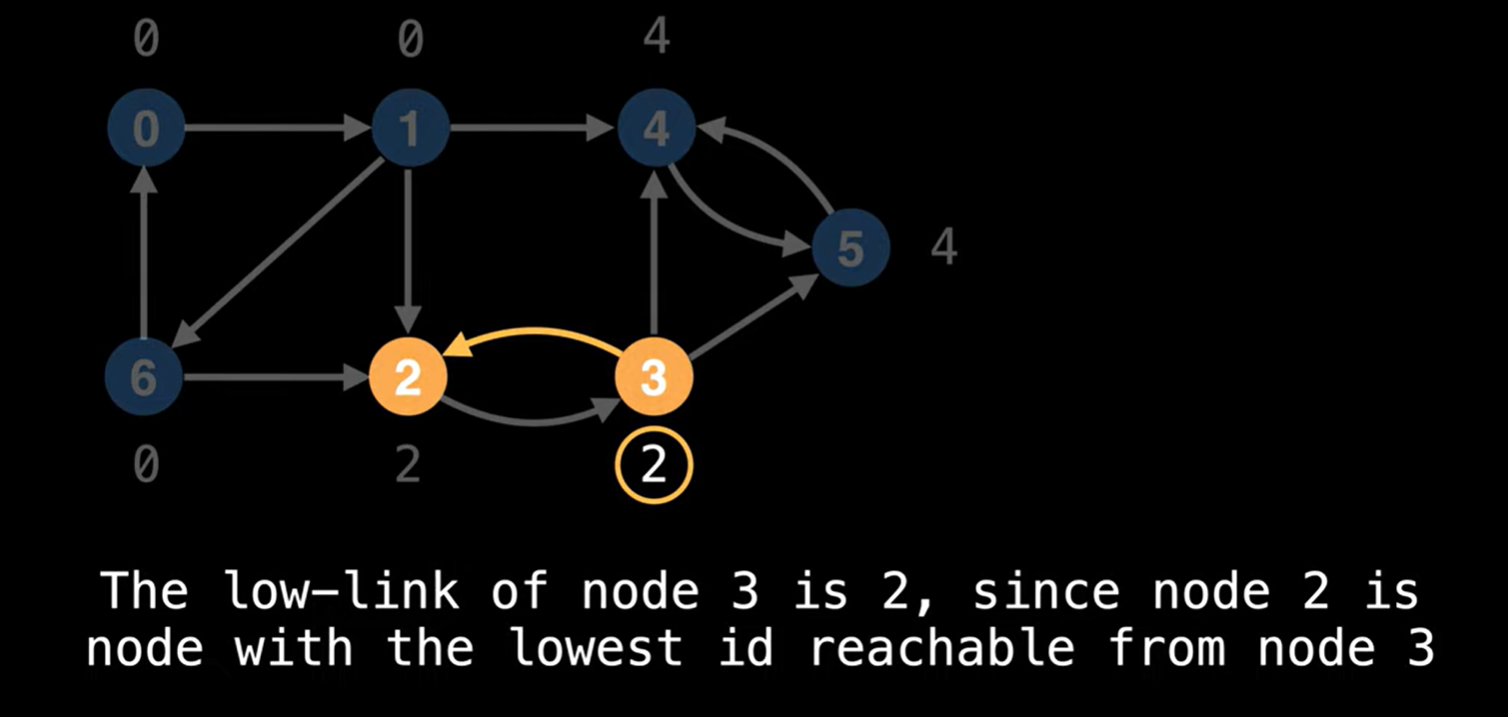 0 0 4
0 1 4
5 4
6 2 3
0 2 2
The low-link of node 3 is 2, since node 2 is
node with the lowest id reachable from node 3